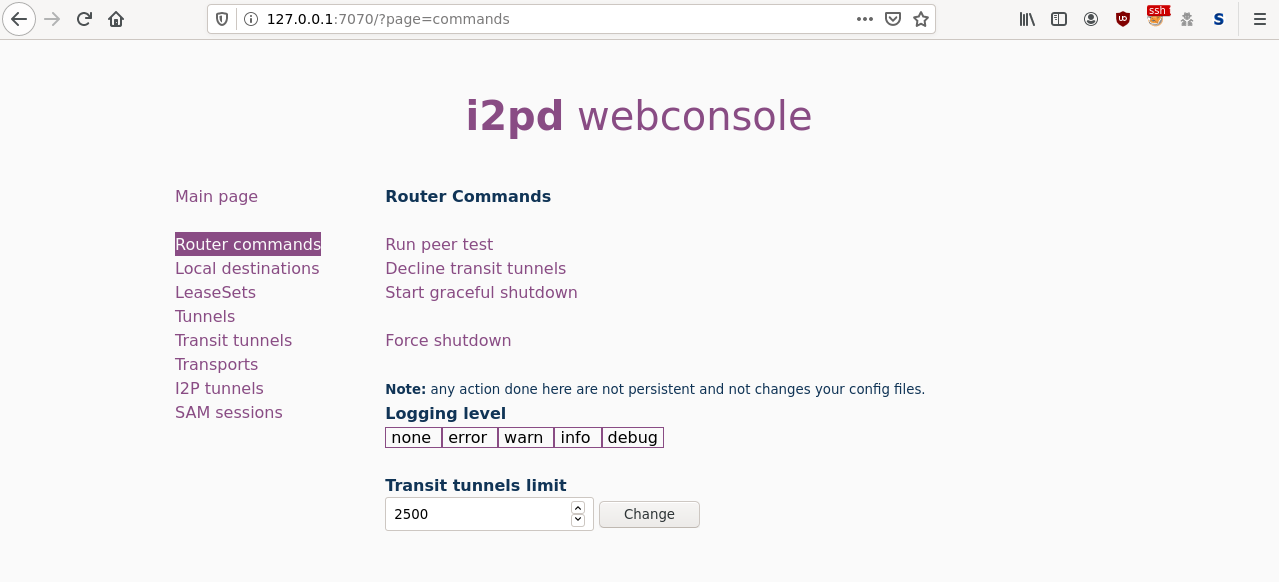 127.0.0.1:7070/?page=commands
ssh
i2pd webconsole
Main page
Router commands
Local destinations
LeaseSets
Tunnels
Transit tunnels
Transports
I2P tunnels
SAM sessions
Router Commands
Run peer test
Decline transit tunnels
Start graceful shutdown
Force shutdown
Note: any action done here are not persistent and not changes your config files.
Logging level
none error warn info debug
Transit tunnels limit
2500 Change